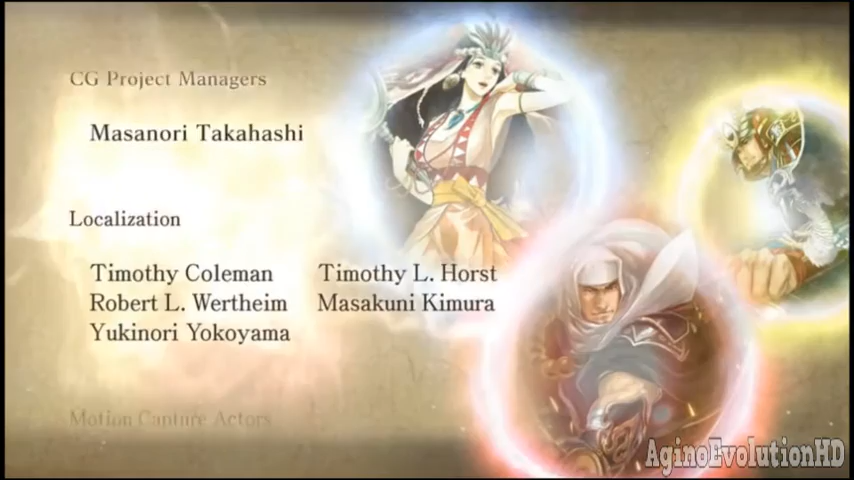 CG Project Managers
Masanori Takahashi
Localization
Timothy Coleman Timothy L. Horst
Robert L. Wertheim Masakuni Kimura
Yukinori Yokoyama
Motion Capture Actors
AginoEvolutionHD